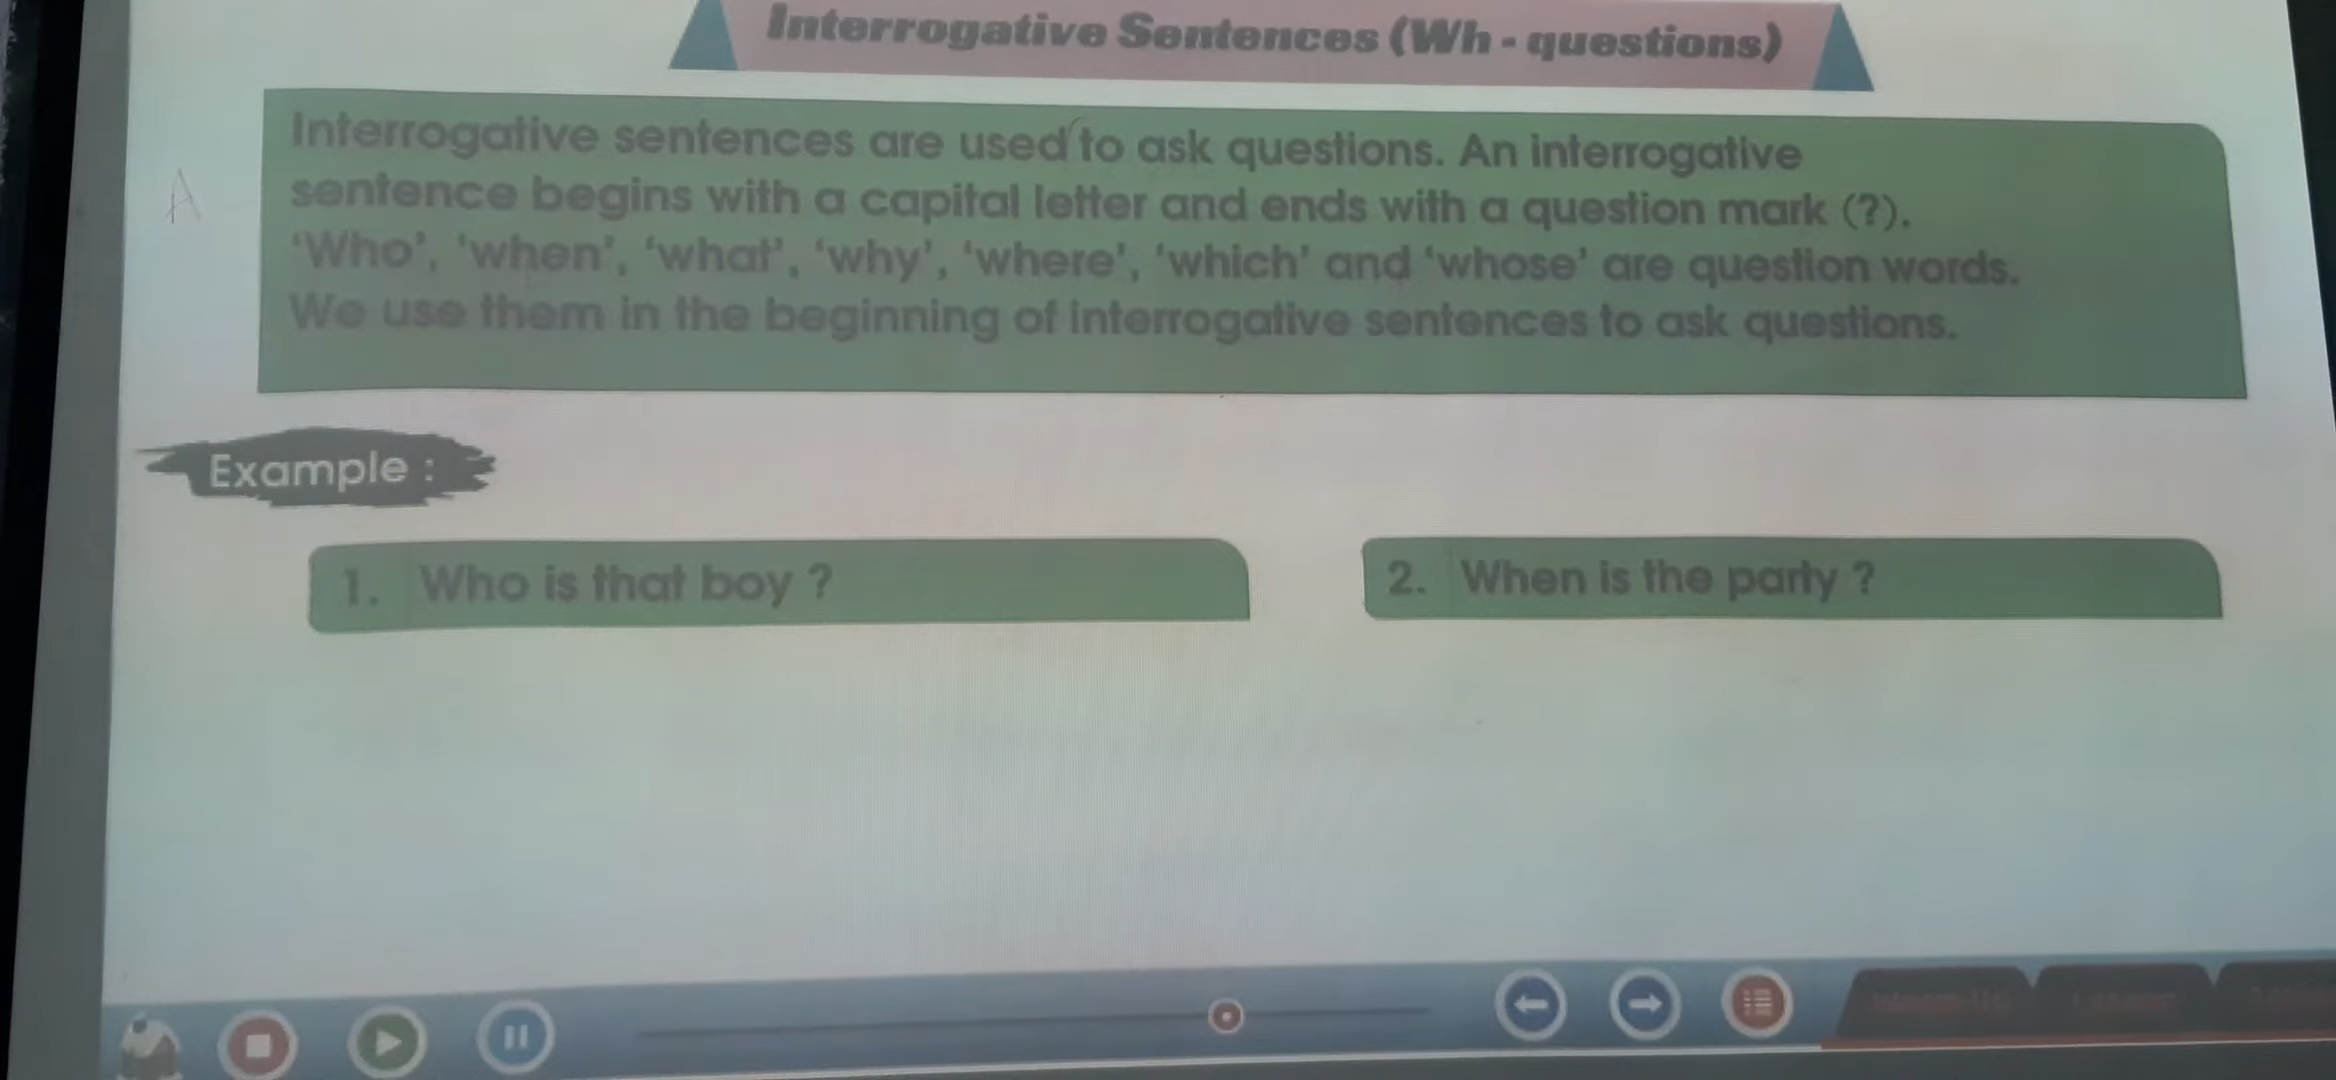 Interrogative Sentences (Wh - questions)
Interrogative sentences are used to ask questions. An interrogative
sentence begins with a capital letter and ends with a question mark (?).
‘Who’, ‘when’, ‘what’, ‘why’, ‘where’, ‘which’ and ‘whose’ are question words.
We use them in the beginning of interrogative sentences to ask questions.
A
Example :
1. Who is that boy ?
2. When is the party ?